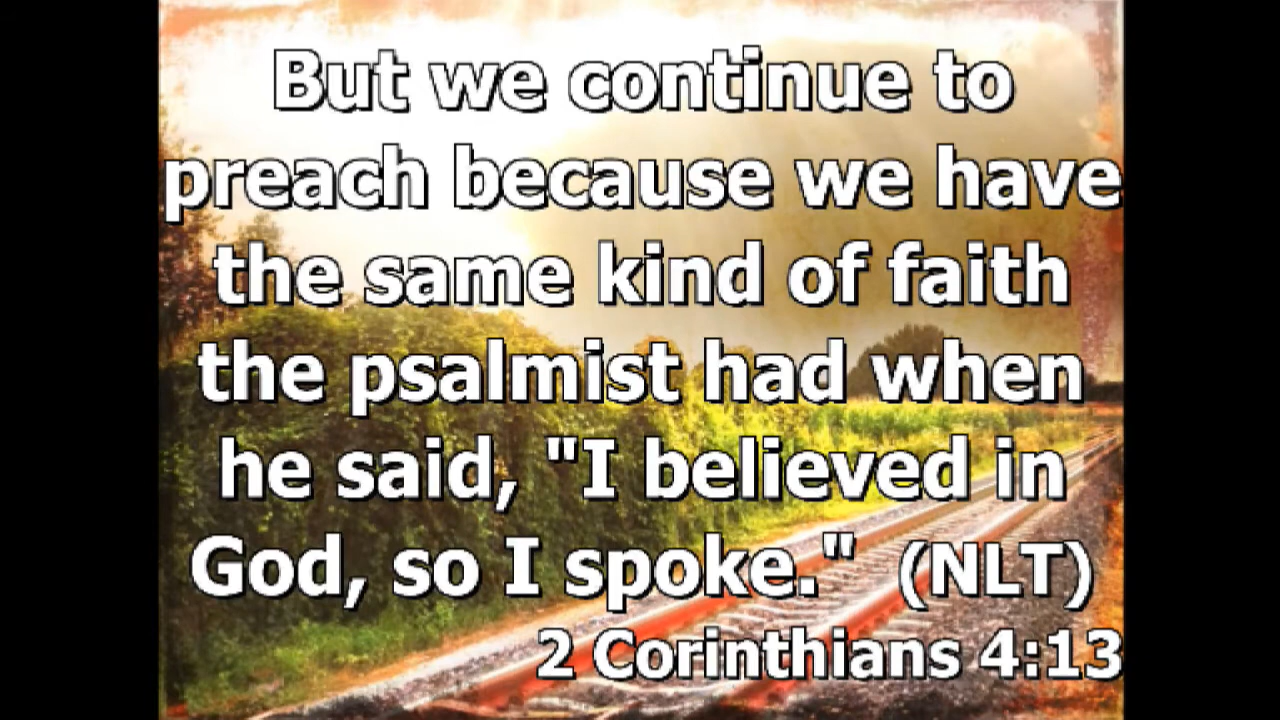 But we continue to
preach because we have
the same kind of faith
the psalmist had when
he said, "I believed in
God, so I spoke." (NLT)
2 Corinthians 4:13